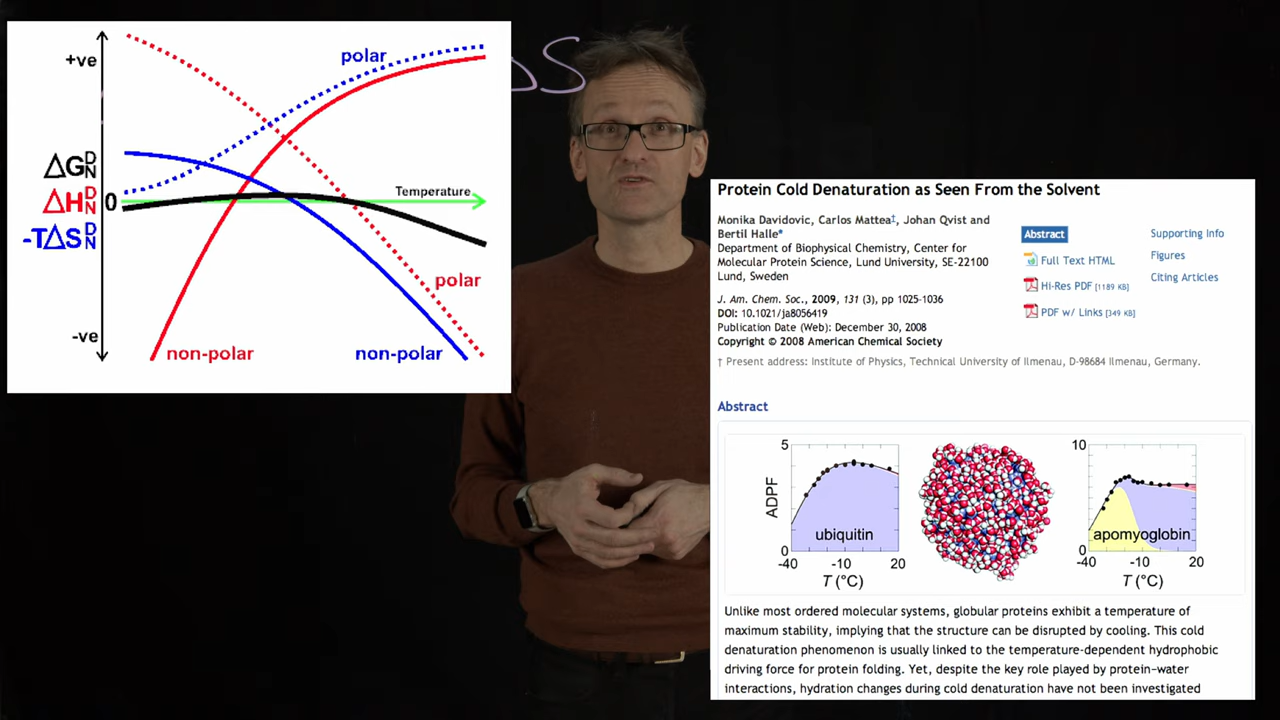 +ve
ΔG D N
ΔH D N
-TΔS D N
0
-ve
polar
Temperature
polar
non-polar
non-polar
ΔS
Protein Cold Denaturation as Seen From the Solvent
Monika Davidovic, Carlos Mattea‡, Johan Qvist and
Bertil Halle*
Department of Biophysical Chemistry, Center for
Molecular Protein Science, Lund University, SE-22100
Lund, Sweden
J. Am. Chem. Soc., 2009, 131 (3), pp 1025-1036
DOI: 10.1021/ja8056419
Publication Date (Web): December 30, 2008
Copyright © 2008 American Chemical Society
† Present address: Institute of Physics, Technical University of Ilmenau, D-98684 Ilmenau, Germany.
Abstract
Full Text HTML
Hi-Res PDF [1189 KB]
PDF w/ Links [349 KB]
Supporting Info
Figures
Citing Articles
Abstract
5
ADPF
ubiquitin
0
-40 -10 20
T (°C)
10
apomyoglobin
0
-40 -10 20
T (°C)
Unlike most ordered molecular systems, globular proteins exhibit a temperature of
maximum stability, implying that the structure can be disrupted by cooling. This cold
denaturation phenomenon is usually linked to the temperature-dependent hydrophobic
driving force for protein folding. Yet, despite the key role played by protein-water
interactions, hydration changes during cold denaturation have not been investigated